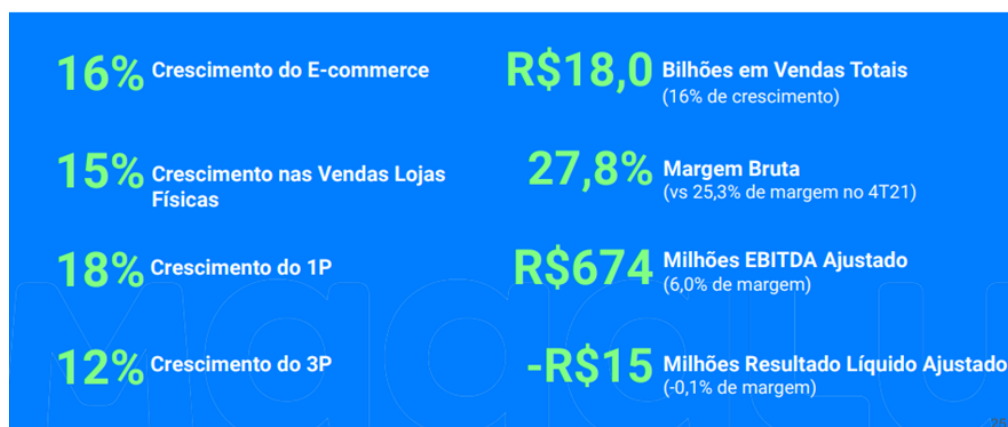 16% Crescimento do E-commerce
15% Crescimento nas Vendas Lojas
Físicas
18% Crescimento do 1P
12% Crescimento do 3P
R$18,0 Bilhões em Vendas Totais
(16% de crescimento)
27,8% Margem Bruta
(vs 25,3% de margem no 4T21)
R$674 Milhões EBITDA Ajustado
(6,0% de margem)
-R$15 Milhões Resultado Líquido Ajustado
(-0,1% de margem)
MAGALU